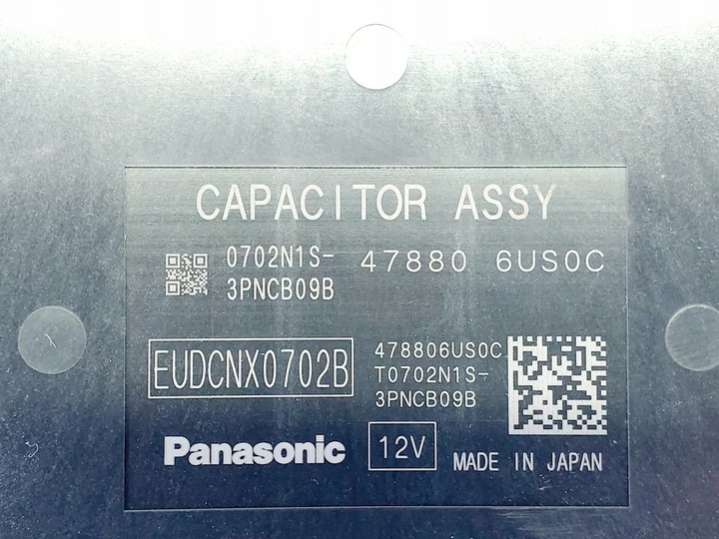 CAPACITOR ASSY
0702N1S-
3PNCB09B
47880 6US0C
EUDCNX0702B
478806US0C
T0702N1S-
3PNCB09B
Panasonic
12V
MADE IN JAPAN